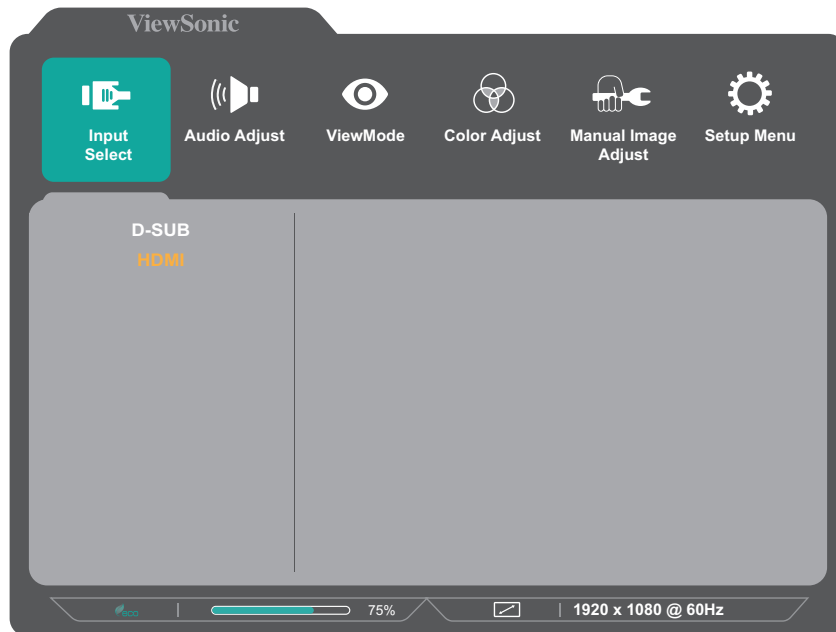 ViewSonic
Input
Select
Audio Adjust
ViewMode
Color Adjust
Manual Image
Adjust
Setup Menu
D-SUB
HDMI
eco
75%
1920 x 1080 @ 60Hz